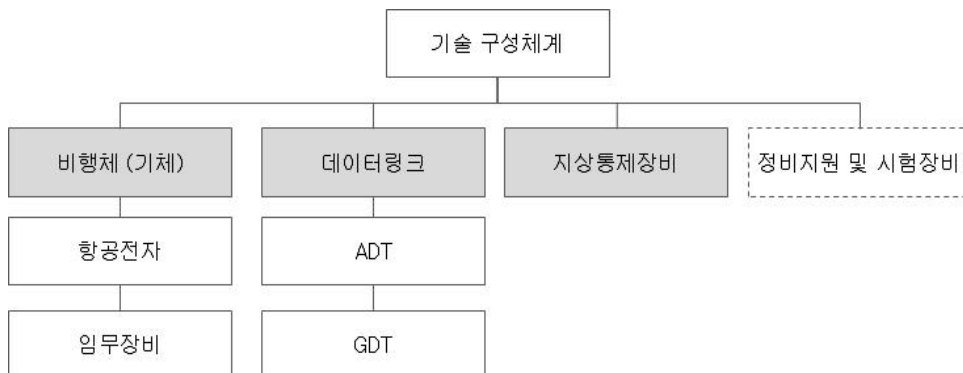 기술 구성체계
비행체 (기체)
데이터링크
지상통제장비
정비지원 및 시험장비
항공전자
ADT
임무장비
GDT